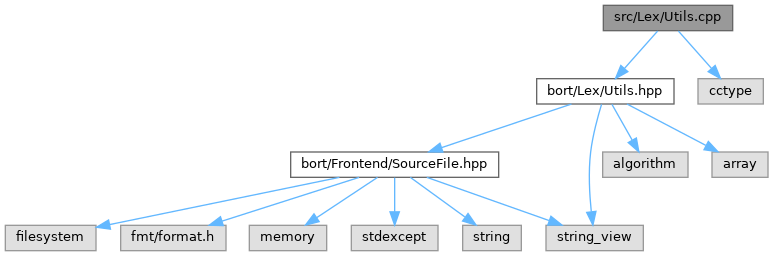 src/Lex/Utils.cpp
bort/Lex/Utils.hpp
cctype
bort/Frontend/SourceFile.hpp
algorithm
array
filesystem
fmt/format.h
memory
stdexcept
string
string_view